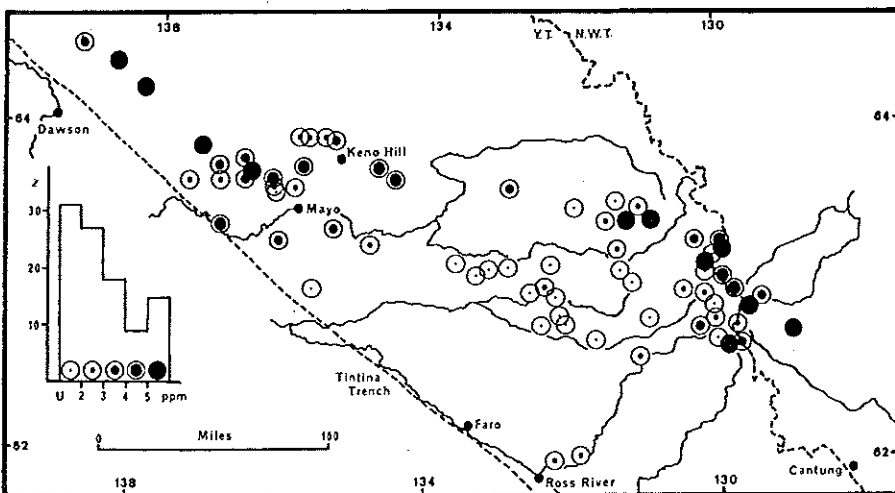 138 134 130
Y.T. N.W.T.
64 64
Dawson
Keno Hill
Mayo
%
30
20
10
U 2 3 4 5 ppm
Tintina
Trench
Miles
0 100
Faro
Ross River
Cantung
62 62
138 134 130